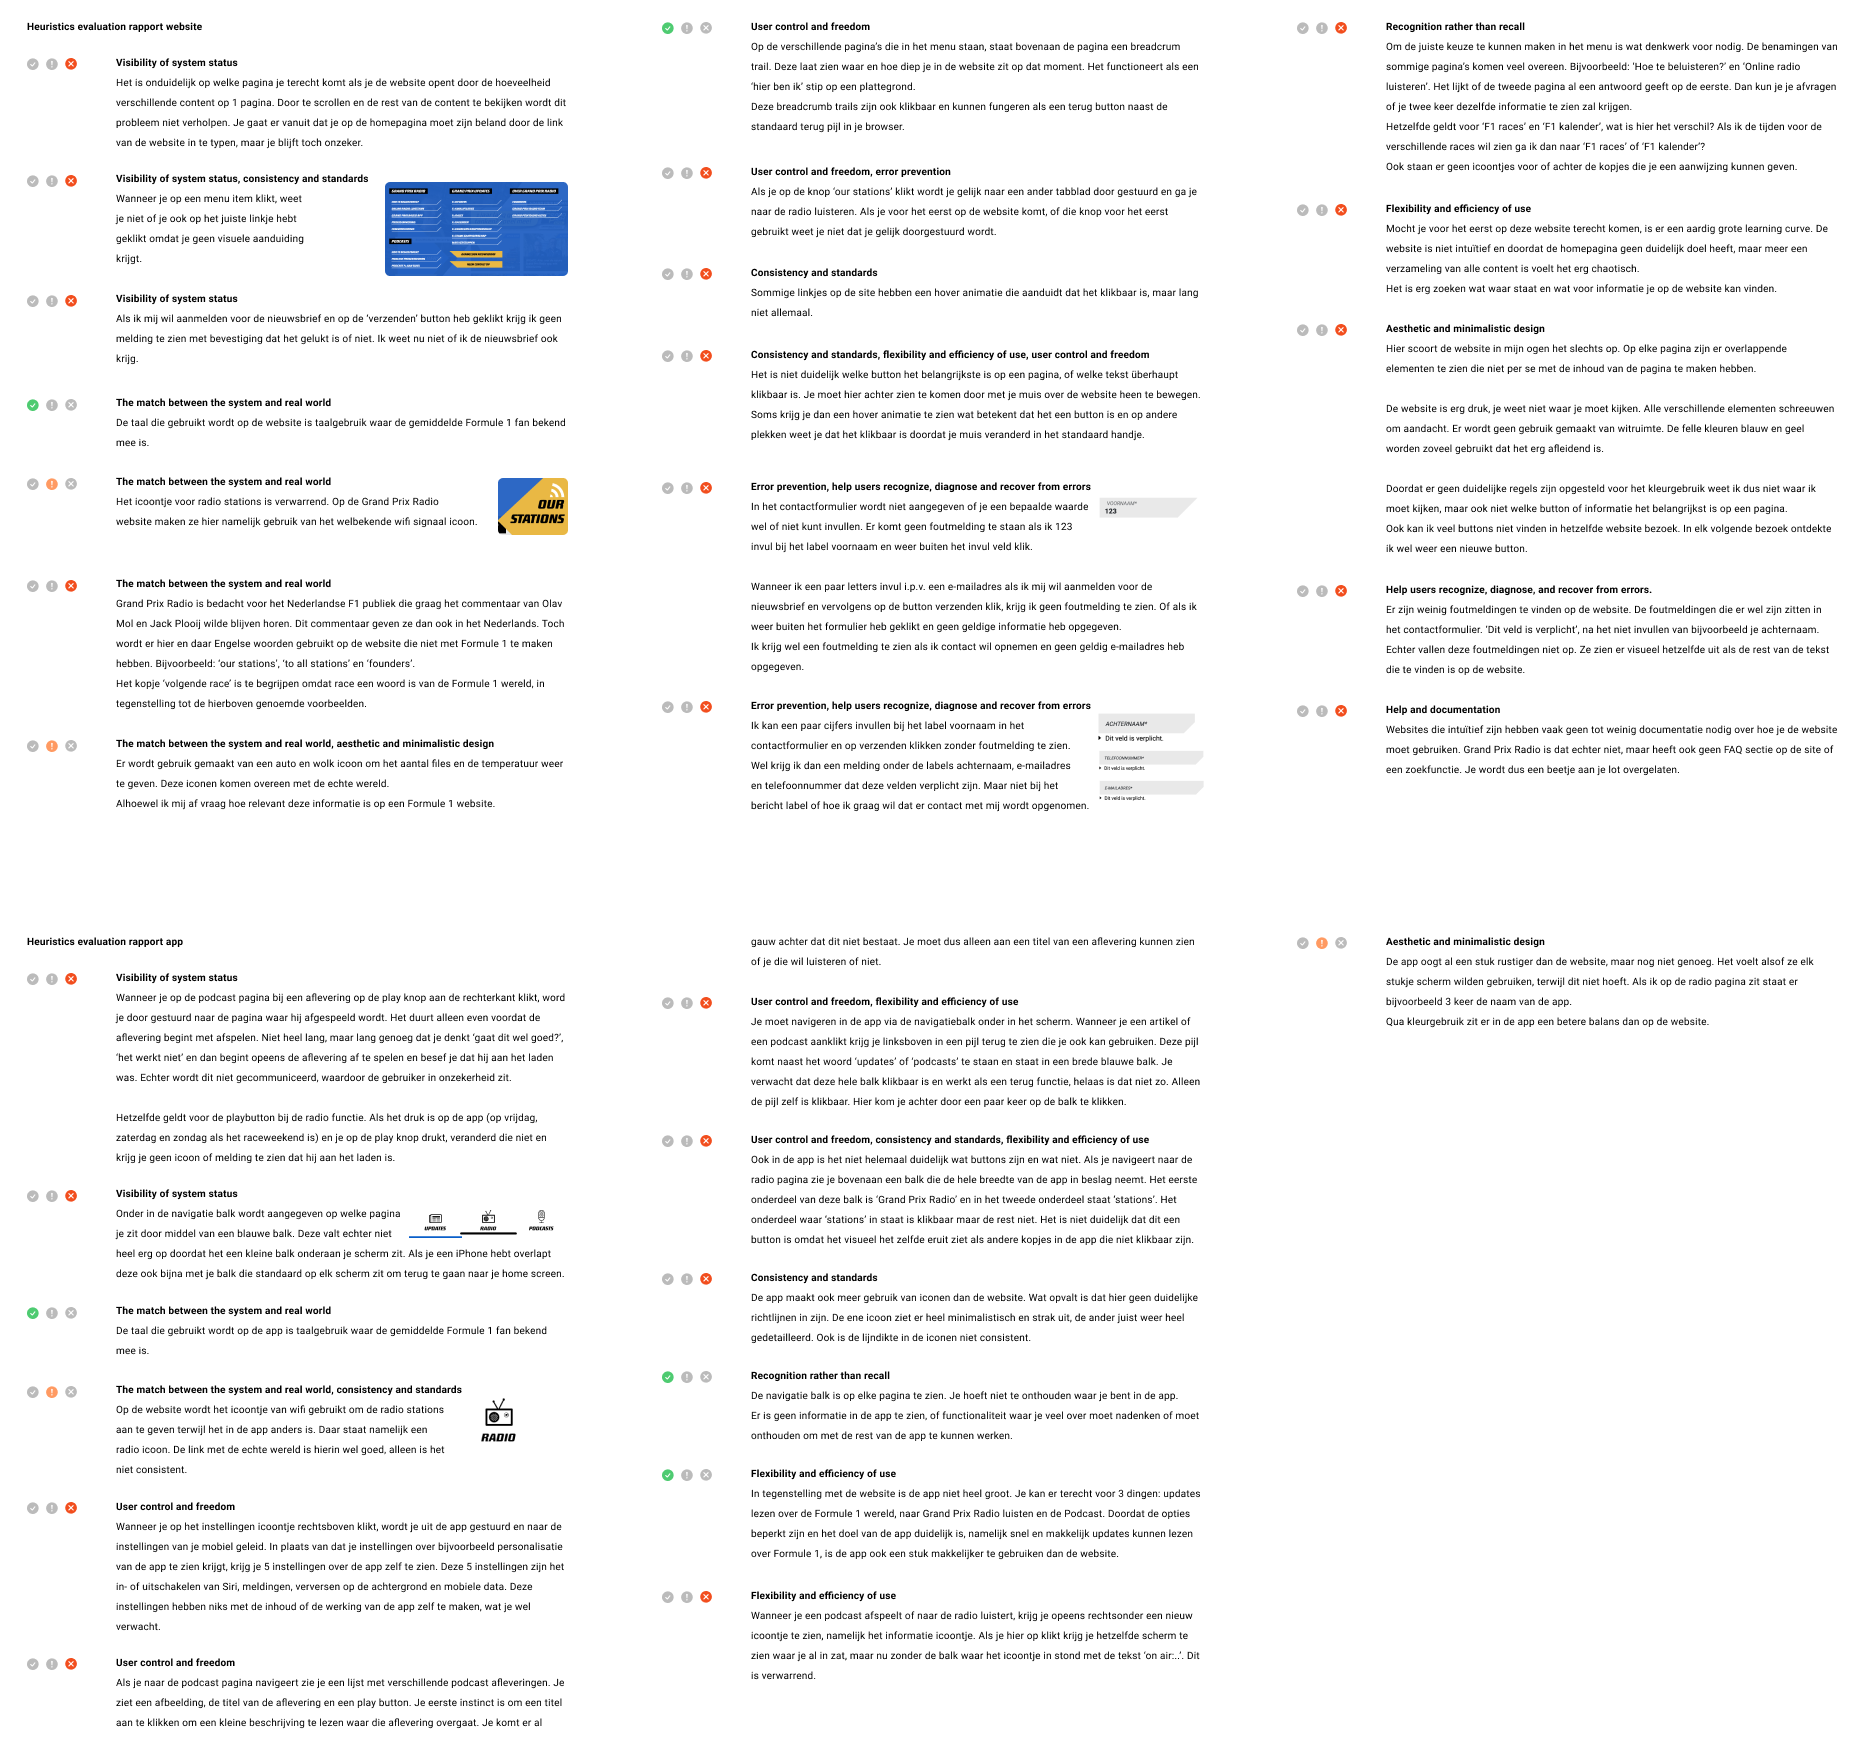 Heuristics evaluation rapport website
Visibility of system status
Het is onduidelijk op welke pagina je terecht komt als je de website opent door de hoeveelheid
verschillende content op 1 pagina. Door te scrollen en de rest van de content te bekijken wordt dit
probleem niet verholpen. Je gaat er vanuit dat je op de homepagina moet zijn beland door de link
van de website in te typen, maar je blijft toch onzeker.
Visibility of system status, consistency and standards
Wanneer je op een menu item klikt, weet
je niet of je ook op het juiste linkje hebt
geklikt omdat je geen visuele aanduiding
krijgt.
GRAND PRIX RADIO
GRAND PRIX UPDATES
OVER GRAND PRIX RADIO
PODCASTS
Visibility of system status
Als ik mij wil aanmelden voor de nieuwsbrief en op de ‘verzenden’ button heb geklikt krijg ik geen
melding te zien met bevestiging dat het gelukt is of niet. Ik weet nu niet of ik de nieuwsbrief ook
krijg.
The match between the system and real world
De taal die gebruikt wordt op de website is taalgebruik waar de gemiddelde Formule 1 fan bekend
mee is.
The match between the system and real world
Het icoontje voor radio stations is verwarrend. Op de Grand Prix Radio
website maken ze hier namelijk gebruik van het welbekende wifi signaal icoon.
OUR
STATIONS
The match between the system and real world
Grand Prix Radio is bedacht voor het Nederlandse F1 publiek die graag het commentaar van Olav
Mol en Jack Plooij wilde blijven horen. Dit commentaar geven ze dan ook in het Nederlands. Toch
wordt er hier en daar Engelse woorden gebruikt op de website die niet met Formule 1 te maken
hebben. Bijvoorbeeld: ‘our stations’, ‘to all stations’ en ‘founders’.
Het kopje ‘volgende race’ is te begrijpen omdat race een woord is van de Formule 1 wereld, in
tegenstelling tot de hierboven genoemde voorbeelden.
The match between the system and real world, aesthetic and minimalistic design
Er wordt gebruik gemaakt van een auto en wolk icoon om het aantal files en de temperatuur weer
te geven. Deze iconen komen overeen met de echte wereld.
Alhoewel ik mij af vraag hoe relevant deze informatie is op een Formule 1 website.
User control and freedom
Op de verschillende pagina’s die in het menu staan, staat bovenaan de pagina een breadcrum
trail. Deze laat zien waar en hoe diep je in de website zit op dat moment. Het functioneert als een
‘hier ben ik’ stip op een plattegrond.
Deze breadcrumb trails zijn ook klikbaar en kunnen fungeren als een terug button naast de
standaard terug pijl in je browser.
User control and freedom, error prevention
Als je op de knop ‘our stations’ klikt wordt je gelijk naar een ander tabblad door gestuurd en ga je
naar de radio luisteren. Als je voor het eerst op de website komt, of die knop voor het eerst
gebruikt weet je niet dat je gelijk doorgestuurd wordt.
Consistency and standards
Sommige linkjes op de site hebben een hover animatie die aanduidt dat het klikbaar is, maar lang
niet allemaal.
Consistency and standards, flexibility and efficiency of use, user control and freedom
Het is niet duidelijk welke button het belangrijkste is op een pagina, of welke tekst überhaupt
klikbaar is. Je moet hier achter zien te komen door met je muis over de website heen te bewegen.
Soms krijg je dan een hover animatie te zien wat betekent dat het een button is en op andere
plekken weet je dat het klikbaar is doordat je muis veranderd in het standaard handje.
Error prevention, help users recognize, diagnose and recover from errors
In het contactformulier wordt niet aangegeven of je een bepaalde waarde
wel of niet kunt invullen. Er komt geen foutmelding te staan als ik 123
invul bij het label voornaam en weer buiten het invul veld klik.
VOORNAAM*
123
Wanneer ik een paar letters invul i.p.v. een e-mailadres als ik mij wil aanmelden voor de
nieuwsbrief en vervolgens op de button verzenden klik, krijg ik geen foutmelding te zien. Of als ik
weer buiten het formulier heb geklikt en geen geldige informatie heb opgegeven.
Ik krijg wel een foutmelding te zien als ik contact wil opnemen en geen geldig e-mailadres heb
opgegeven.
Error prevention, help users recognize, diagnose and recover from errors
Ik kan een paar cijfers invullen bij het label voornaam in het
contactformulier en op verzenden klikken zonder foutmelding te zien.
Wel krijg ik dan een melding onder de labels achternaam, e-mailadres
en telefoonnummer dat deze velden verplicht zijn. Maar niet bij het
bericht label of hoe ik graag wil dat er contact met mij wordt opgenomen.
ACHTERNAAM*
Dit veld is verplicht.
TELEFOONNUMMER*
Dit veld is verplicht.
E-MAILADRES*
Dit veld is verplicht.
Recognition rather than recall
Om de juiste keuze te kunnen maken in het menu is wat denkwerk voor nodig. De benamingen van
sommige pagina’s komen veel overeen. Bijvoorbeeld: ‘Hoe te beluisteren?’ en ‘Online radio
luisteren’. Het lijkt of de tweede pagina al een antwoord geeft op de eerste. Dan kun je je afvragen
of je twee keer dezelfde informatie te zien zal krijgen.
Hetzelfde geldt voor ‘F1 races’ en ‘F1 kalender’, wat is hier het verschil? Als ik de tijden voor de
verschillende races wil zien ga ik dan naar ‘F1 races’ of ‘F1 kalender’?
Ook staan er geen icoontjes voor of achter de kopjes die je een aanwijzing kunnen geven.
Flexibility and efficiency of use
Mocht je voor het eerst op deze website terecht komen, is er een aardig grote learning curve. De
website is niet intuïtief en doordat de homepagina geen duidelijk doel heeft, maar meer een
verzameling van alle content is voelt het erg chaotisch.
Het is erg zoeken wat waar staat en wat voor informatie je op de website kan vinden.
Aesthetic and minimalistic design
Hier scoort de website in mijn ogen het slechts op. Op elke pagina zijn er overlappende
elementen te zien die niet per se met de inhoud van de pagina te maken hebben.
De website is erg druk, je weet niet waar je moet kijken. Alle verschillende elementen schreeuwen
om aandacht. Er wordt geen gebruik gemaakt van witruimte. De felle kleuren blauw en geel
worden zoveel gebruikt dat het erg afleidend is.
Doordat er geen duidelijke regels zijn opgesteld voor het kleurgebruik weet ik dus niet waar ik
moet kijken, maar ook niet welke button of informatie het belangrijkst is op een pagina.
Ook kan ik veel buttons niet vinden in hetzelfde website bezoek. In elk volgende bezoek ontdekte
ik wel weer een nieuwe button.
Help users recognize, diagnose, and recover from errors.
Er zijn weinig foutmeldingen te vinden op de website. De foutmeldingen die er wel zijn zitten in
het contactformulier. ‘Dit veld is verplicht’, na het niet invullen van bijvoorbeeld je achternaam.
Echter vallen deze foutmeldingen niet op. Ze zien er visueel hetzelfde uit als de rest van de tekst
die te vinden is op de website.
Help and documentation
Websites die intuïtief zijn hebben vaak geen tot weinig documentatie nodig over hoe je de website
moet gebruiken. Grand Prix Radio is dat echter niet, maar heeft ook geen FAQ sectie op de site of
een zoekfunctie. Je wordt dus een beetje aan je lot overgelaten.
Heuristics evaluation rapport app
Visibility of system status
Wanneer je op de podcast pagina bij een aflevering op de play knop aan de rechterkant klikt, word
je door gestuurd naar de pagina waar hij afgespeeld wordt. Het duurt alleen even voordat de
aflevering begint met afspelen. Niet heel lang, maar lang genoeg dat je denkt ‘gaat dit wel goed?’,
‘het werkt niet’ en dan begint opeens de aflevering af te spelen en besef je dat hij aan het laden
was. Echter wordt dit niet gecommuniceerd, waardoor de gebruiker in onzekerheid zit.
Hetzelfde geldt voor de playbutton bij de radio functie. Als het druk is op de app (op vrijdag,
zaterdag en zondag als het raceweekend is) en je op de play knop drukt, veranderd die niet en
krijg je geen icoon of melding te zien dat hij aan het laden is.
Visibility of system status
Onder in de navigatie balk wordt aangegeven op welke pagina
je zit door middel van een blauwe balk. Deze valt echter niet
heel erg op doordat het een kleine balk onderaan je scherm zit. Als je een iPhone hebt overlapt
deze ook bijna met je balk die standaard op elk scherm zit om terug te gaan naar je home screen.
UPDATES
RADIO
PODCASTS
The match between the system and real world
De taal die gebruikt wordt op de app is taalgebruik waar de gemiddelde Formule 1 fan bekend
mee is.
The match between the system and real world, consistency and standards
Op de website wordt het icoontje van wifi gebruikt om de radio stations
aan te geven terwijl het in de app anders is. Daar staat namelijk een
radio icoon. De link met de echte wereld is hierin wel goed, alleen is het
niet consistent.
RADIO
User control and freedom
Wanneer je op het instellingen icoontje rechtsboven klikt, wordt je uit de app gestuurd en naar de
instellingen van je mobiel geleid. In plaats van dat je instellingen over bijvoorbeeld personalisatie
van de app te zien krijgt, krijg je 5 instellingen over de app zelf te zien. Deze 5 instellingen zijn het
in- of uitschakelen van Siri, meldingen, verversen op de achtergrond en mobiele data. Deze
instellingen hebben niks met de inhoud of de werking van de app zelf te maken, wat je wel
verwacht.
User control and freedom
Als je naar de podcast pagina navigeert zie je een lijst met verschillende podcast afleveringen. Je
ziet een afbeelding, de titel van de aflevering en een play button. Je eerste instinct is om een titel
aan te klikken om een kleine beschrijving te lezen waar die aflevering overgaat. Je komt er al
gauw achter dat dit niet bestaat. Je moet dus alleen aan een titel van een aflevering kunnen zien
of je die wil luisteren of niet.
User control and freedom, flexibility and efficiency of use
Je moet navigeren in de app via de navigatiebalk onder in het scherm. Wanneer je een artikel of
een podcast aanklikt krijg je linksboven in een pijl terug te zien die je ook kan gebruiken. Deze pijl
komt naast het woord ‘updates’ of ‘podcasts’ te staan en staat in een brede blauwe balk. Je
verwacht dat deze hele balk klikbaar is en werkt als een terug functie, helaas is dat niet zo. Alleen
de pijl zelf is klikbaar. Hier kom je achter door een paar keer op de balk te klikken.
User control and freedom, consistency and standards, flexibility and efficiency of use
Ook in de app is het niet helemaal duidelijk wat buttons zijn en wat niet. Als je navigeert naar de
radio pagina zie je bovenaan een balk die de hele breedte van de app in beslag neemt. Het eerste
onderdeel van deze balk is ‘Grand Prix Radio’ en in het tweede onderdeel staat ‘stations’. Het
onderdeel waar ‘stations’ in staat is klikbaar maar de rest niet. Het is niet duidelijk dat dit een
button is omdat het visueel het zelfde eruit ziet als andere kopjes in de app die niet klikbaar zijn.
Consistency and standards
De app maakt ook meer gebruik van iconen dan de website. Wat opvalt is dat hier geen duidelijke
richtlijnen in zijn. De ene icoon ziet er heel minimalistisch en strak uit, de ander juist weer heel
gedetailleerd. Ook is de lijndikte in de iconen niet consistent.
Recognition rather than recall
De navigatie balk is op elke pagina te zien. Je hoeft niet te onthouden waar je bent in de app.
Er is geen informatie in de app te zien, of functionaliteit waar je veel over moet nadenken of moet
onthouden om met de rest van de app te kunnen werken.
Flexibility and efficiency of use
In tegenstelling met de website is de app niet heel groot. Je kan er terecht voor 3 dingen: updates
lezen over de Formule 1 wereld, naar Grand Prix Radio luisten en de Podcast. Doordat de opties
beperkt zijn en het doel van de app duidelijk is, namelijk snel en makkelijk updates kunnen lezen
over Formule 1, is de app ook een stuk makkelijker te gebruiken dan de website.
Flexibility and efficiency of use
Wanneer je een podcast afspeelt of naar de radio luistert, krijg je opeens rechtsonder een nieuw
icoontje te zien, namelijk het informatie icoontje. Als je hier op klikt krijg je hetzelfde scherm te
zien waar je al in zat, maar nu zonder de balk waar het icoontje in stond met de tekst ‘on air:..’. Dit
is verwarrend.
Aesthetic and minimalistic design
De app oogt al een stuk rustiger dan de website, maar nog niet genoeg. Het voelt alsof ze elk
stukje scherm wilden gebruiken, terwijl dit niet hoeft. Als ik op de radio pagina zit staat er
bijvoorbeeld 3 keer de naam van de app.
Qua kleurgebruik zit er in de app een betere balans dan op de website.